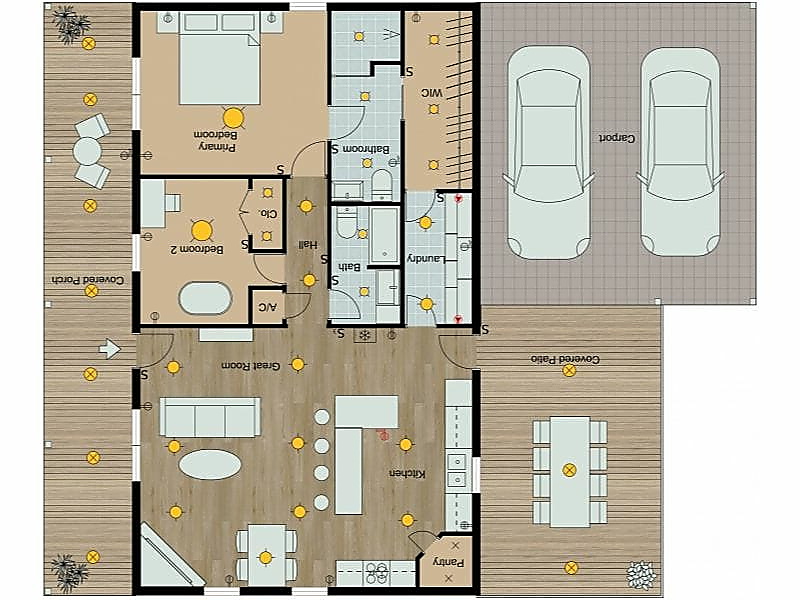 Pantry
Kitchen
Great Room
Covered Patio
Covered Porch
A/C
Bath
Laundry
Bedroom 2
Hall
Clo.
Primary
Bedroom
Bathroom
WIC
Carport
S
S
S
S
S
S
S
S
S
S